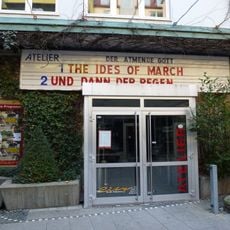 ATELIER
DER ATMENDE GOTT
1 THE IDES OF MARCH
2 UND DANN DER REGEN